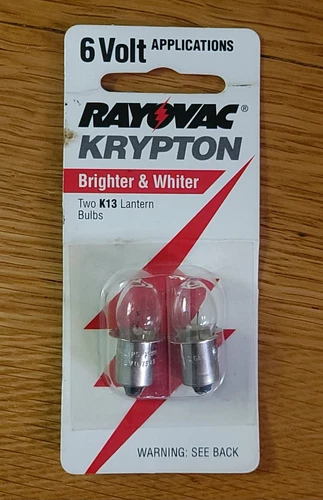 6 Volt APPLICATIONS
RAYOVAC®
KRYPTON
Brighter & Whiter
Two K13 Lantern
Bulbs
WARNING: SEE BACK